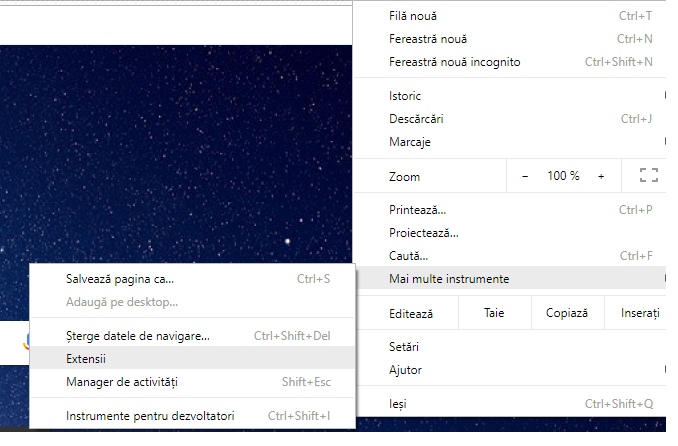 Filă nouă Ctrl+T
Fereastră nouă Ctrl+N
Fereastră nouă incognito Ctrl+Shift+N
Istoric
Descărcări Ctrl+J
Marcaje
Zoom − 100 % +
Printează... Ctrl+P
Proiectează...
Caută... Ctrl+F
Mai multe instrumente
Editează Taie Copiază Inserați
Setări
Ajutor
Ieși Ctrl+Shift+Q
Salvează pagina ca... Ctrl+S
Adaugă pe desktop...
Șterge datele de navigare... Ctrl+Shift+Del
Extensii
Manager de activități Shift+Esc
Instrumente pentru dezvoltatori Ctrl+Shift+I